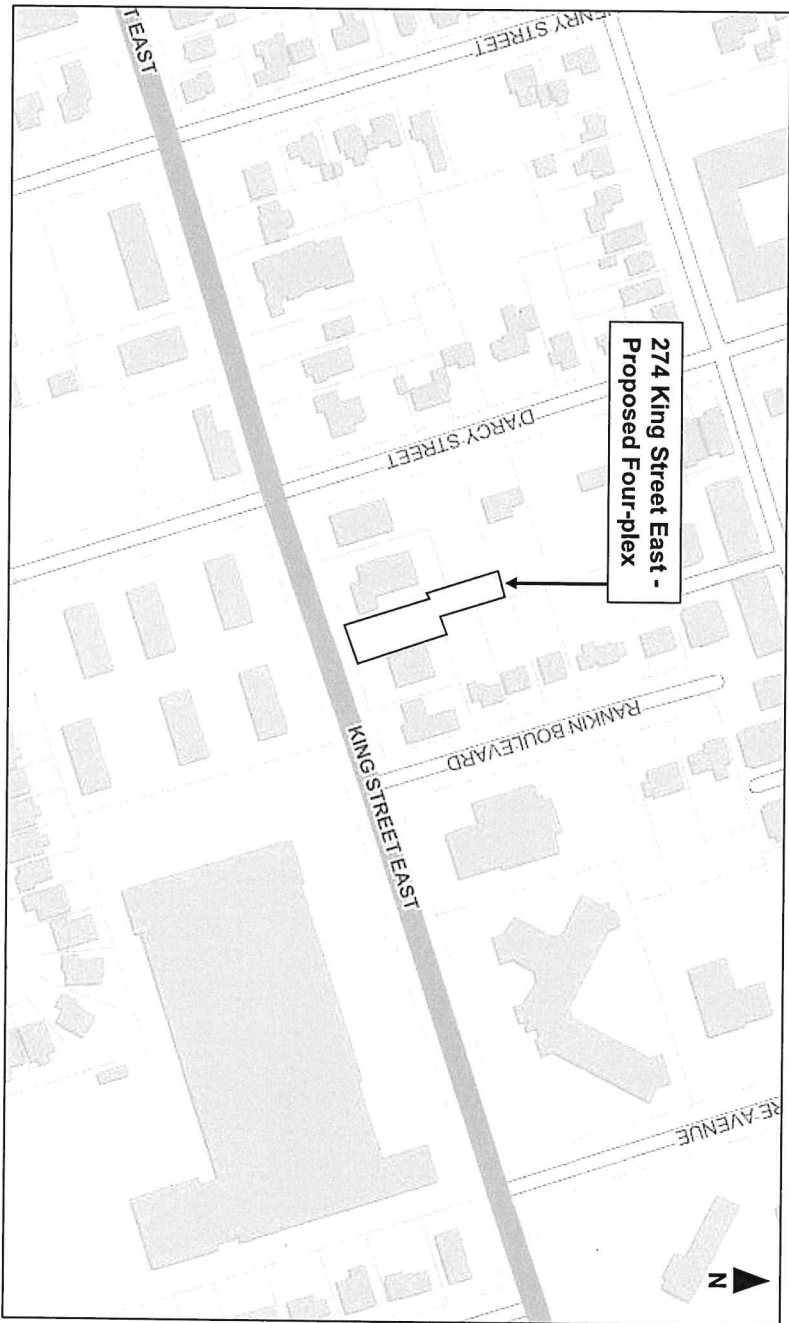 T EAST
HENRY STREET
274 King Street East -
Proposed Four-plex
D'ARCY STREET
RANKIN BOULEVARD
KING STREET EAST
RE AVENUE
N